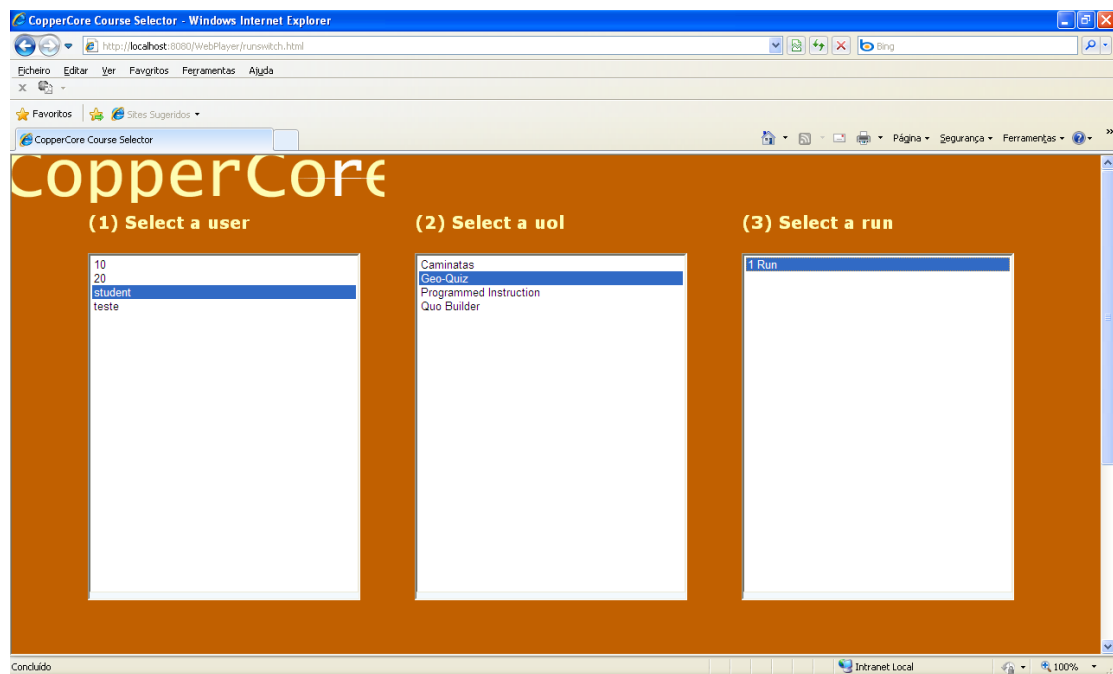 CopperCore Course Selector - Windows Internet Explorer
http://localhost:8080/WebPlayer/runswitch.html
Bing
Ficheiro Editar Ver Favoritos Ferramentas Ajuda
X
Favoritos Sites Sugeridos
CopperCore Course Selector Página Segurança Ferramentas »
CopperCore
(1) Select a user (2) Select a uol (3) Select a run
10 Caminatas 1 Run
20 Geo-Quiz
student Programmed Instruction
teste Quo Builder
Concluído Intranet Local 100%